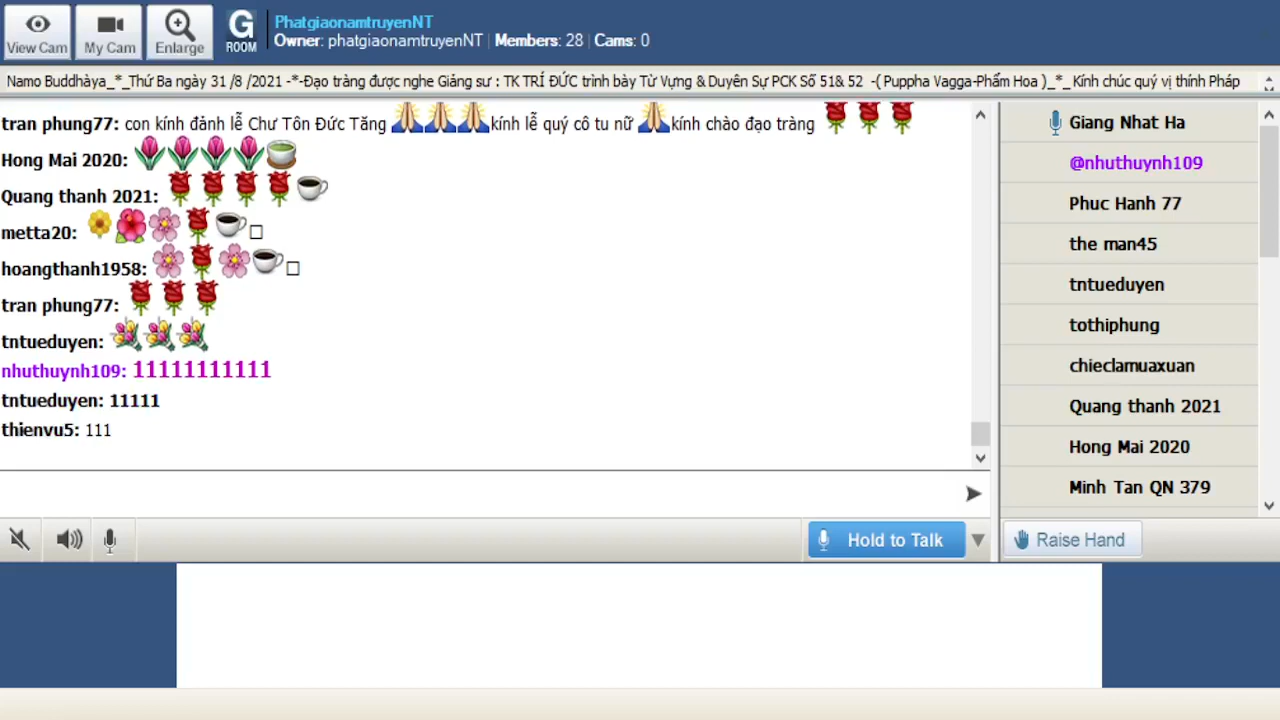 View Cam
My Cam
Enlarge
G
ROOM
PhatgiaonamtruyenNT
Owner: phatgiaonamtruyenNT | Members: 28 | Cams: 0
Namo Buddhàya_*_Thứ Ba ngày 31 /8 /2021 -*-Đạo tràng được nghe Giảng sư : TK TRÍ ĐỨC trình bày Từ Vựng & Duyên Sự PCK Số 51& 52 -( Puppha Vagga-Phẩm Hoa )_*_ Kính chúc quý vị thính Pháp
tran phung77: con kính đảnh lễ Chư Tôn Đức Tăng 🙏🙏🙏kính lễ quý cô tu nữ 🙏kính chào đạo tràng 🌹🌹🌹
Hong Mai 2020: 🌷🌷🌷🌷🍵
Quang thanh 2021: 🌹🌹🌹🌹☕
metta20: 🌼🌺🌸🌹☕□
hoangthanh1958: 🌸🌹🌸☕□
tran phung77: 🌹🌹🌹
tntueduyen: 💐💐💐
nhuthuynh109: 11111111111
tntueduyen: 11111
thienvu5: 111
Hold to Talk
Giang Nhat Ha
@nhuthuynh109
Phuc Hanh 77
the man45
tntueduyen
tothiphung
chieclamuaxuan
Quang thanh 2021
Hong Mai 2020
Minh Tan QN 379
Raise Hand